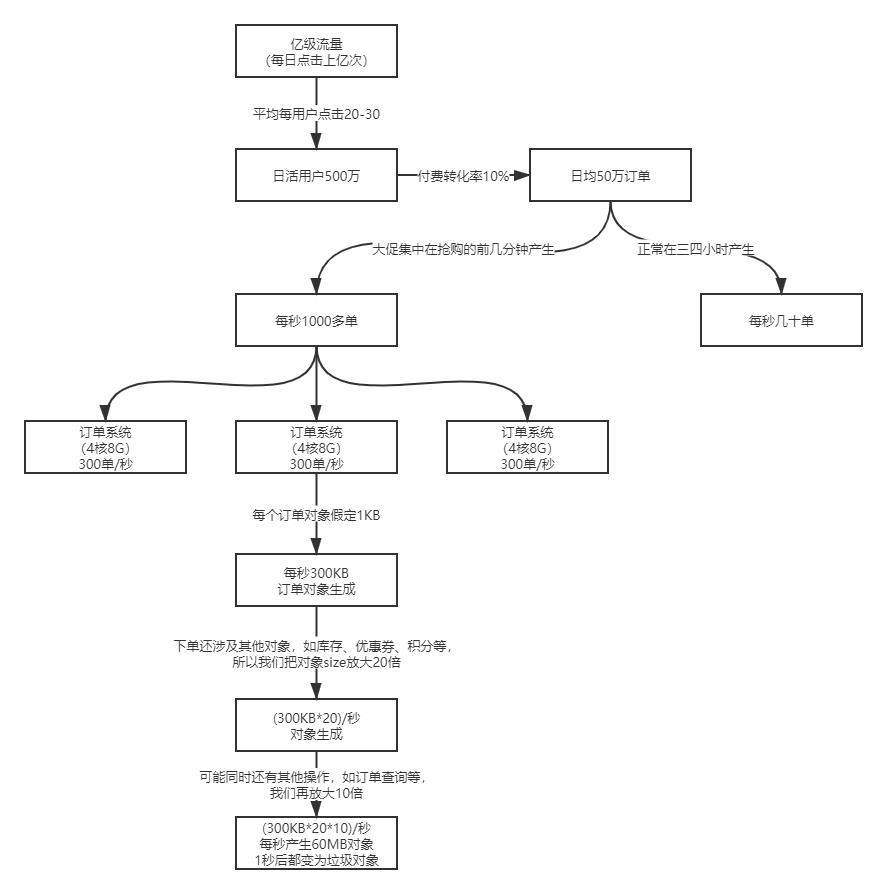 亿级流量
（每日点击上亿次）
平均每用户点击20-30
日活用户500万
付费转化率10%
日均50万订单
大促集中在抢购的前几分钟产生
正常在三四小时产生
每秒1000多单
每秒几十单
订单系统
（4核8G）
300单/秒
订单系统
（4核8G）
300单/秒
订单系统
（4核8G）
300单/秒
每个订单对象假定1KB
每秒300KB
订单对象生成
下单还涉及其他对象，如库存、优惠券、积分等，
所以我们把对象size放大20倍
(300KB*20)/秒
对象生成
可能同时还有其他操作，如订单查询等，
我们再放大10倍
(300KB*20*10)/秒
每秒产生60MB对象
1秒后都变为垃圾对象